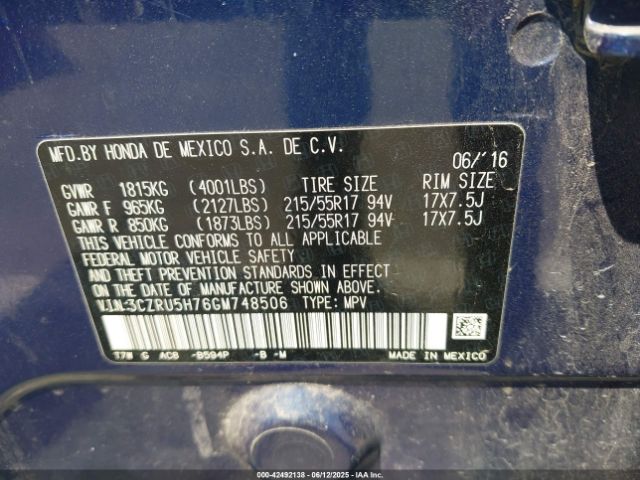 MFD.BY HONDA DE MEXICO S.A. DE C.V.
06/'16
GVWR 1815KG (4001LBS) TIRE SIZE RIM SIZE
GAWR F 965KG (2127LBS) 215/55R17 94V 17X7.5J
GAWR R 850KG (1873LBS) 215/55R17 94V 17X7.5J
THIS VEHICLE CONFORMS TO ALL APPLICABLE
FEDERAL MOTOR VEHICLE SAFETY
AND THEFT PREVENTION STANDARDS IN EFFECT
ON THE DATE OF MANUFACTURE SHOWN ABOVE.
V.I.N. 3CZRU5H76GM748506 TYPE: MPV
T7W G AC8 -B594P -B -M MADE IN MEXICO
000-42492138 - 06/12/2025 - IAA Inc.